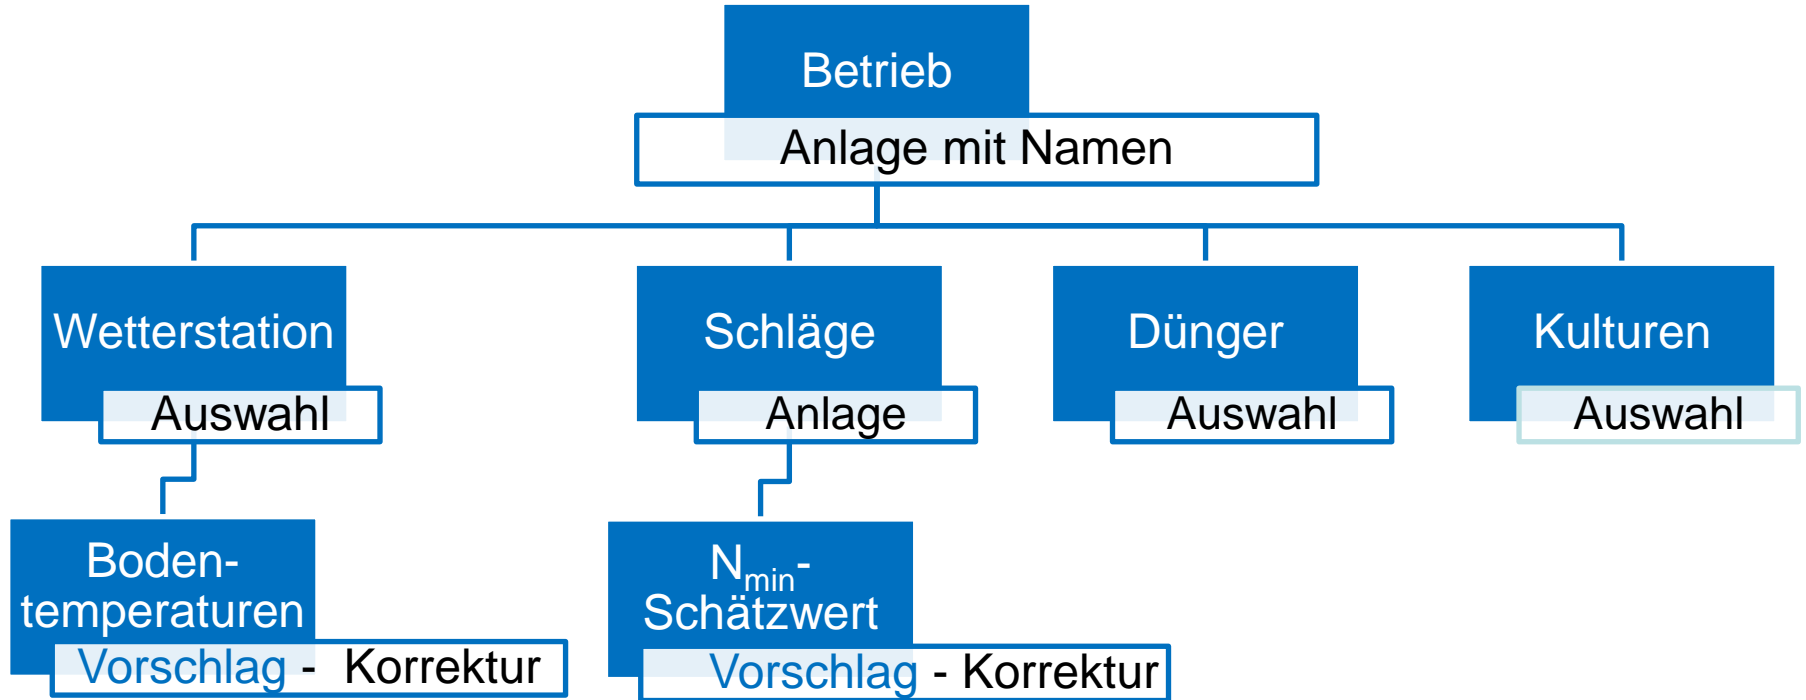 Betrieb
Anlage mit Namen
Wetterstation
Auswahl
Schläge
Anlage
Dünger
Auswahl
Kulturen
Auswahl
Boden-
temperaturen
Vorschlag - Korrektur
Nmin-
Schätzwert
Vorschlag - Korrektur